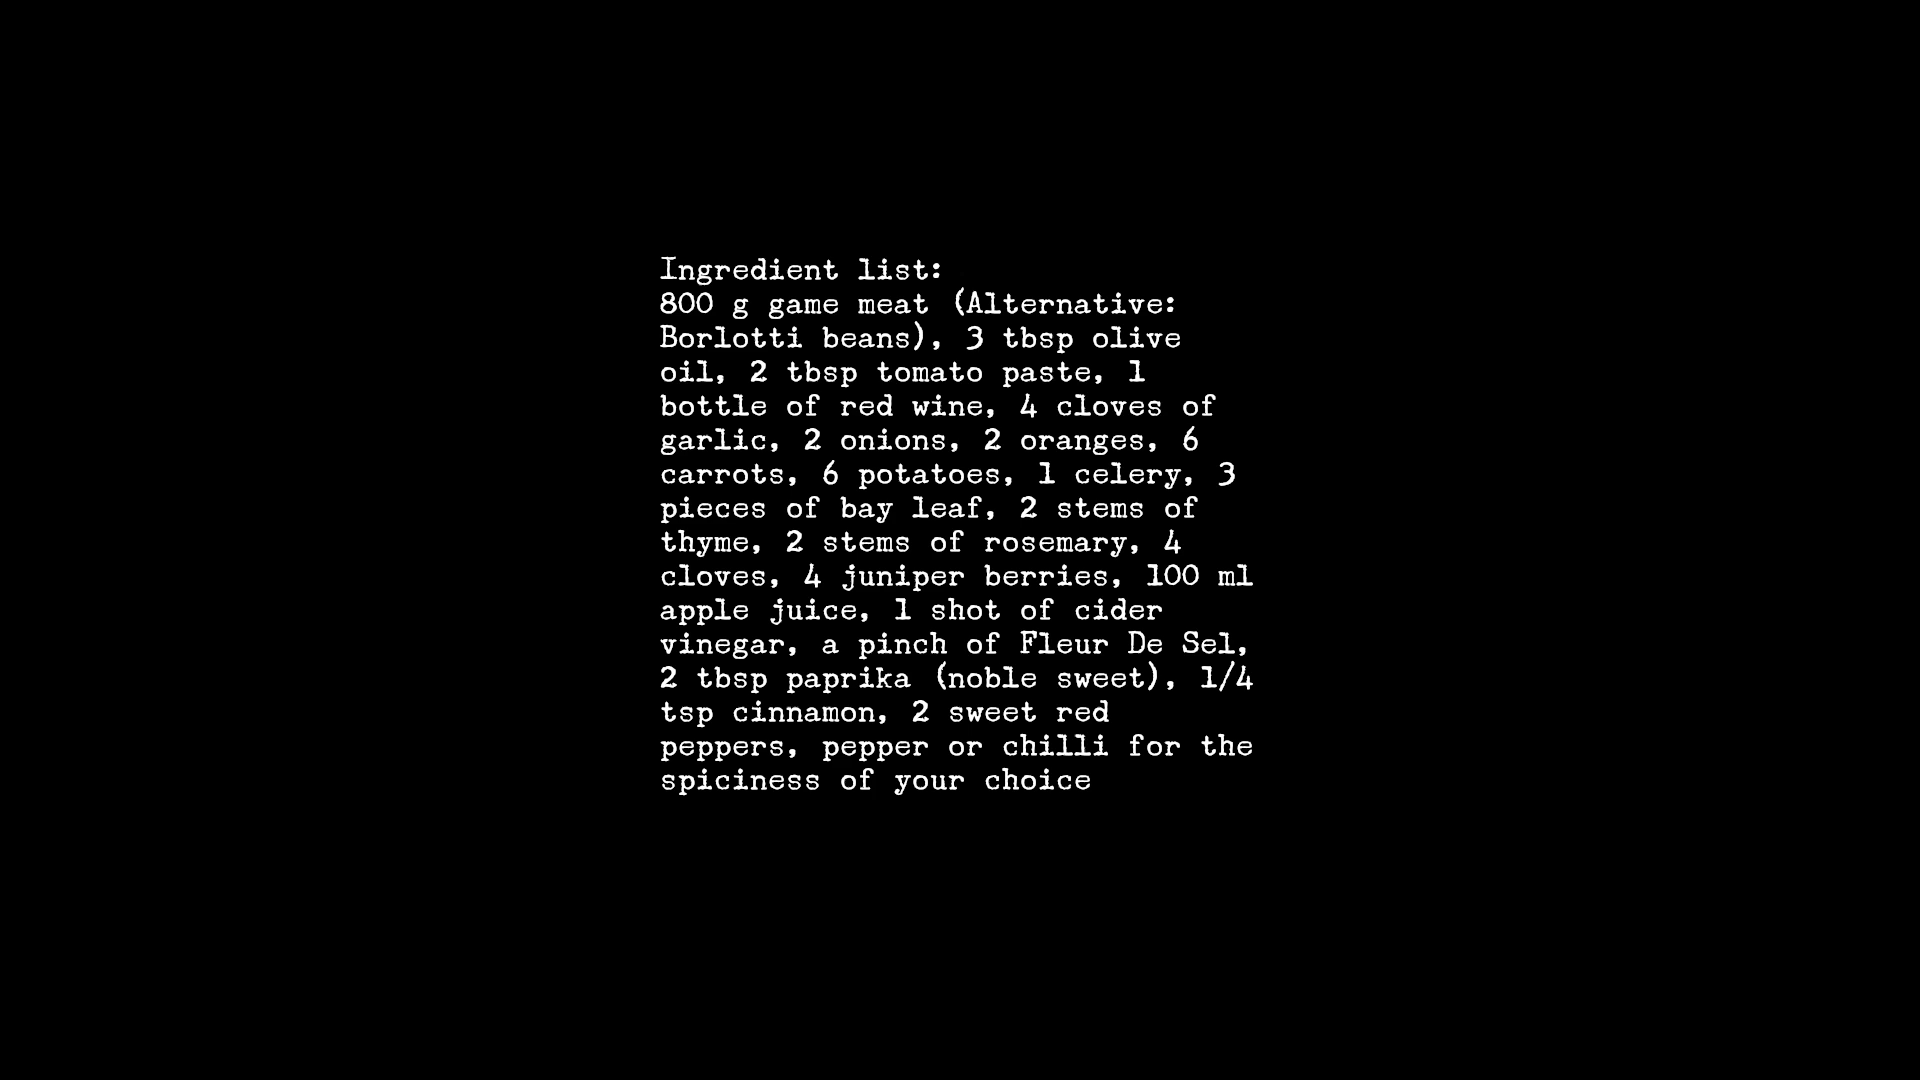 Ingredient list:
800 g game meat (Alternative:
Borlotti beans), 3 tbsp olive
oil, 2 tbsp tomato paste, 1
bottle of red wine, 4 cloves of
garlic, 2 onions, 2 oranges, 6
carrots, 6 potatoes, 1 celery, 3
pieces of bay leaf, 2 stems of
thyme, 2 stems of rosemary, 4
cloves, 4 juniper berries, 100 ml
apple juice, 1 shot of cider
vinegar, a pinch of Fleur De Sel,
2 tbsp paprika (noble sweet), 1/4
tsp cinnamon, 2 sweet red
peppers, pepper or chilli for the
spiciness of your choice